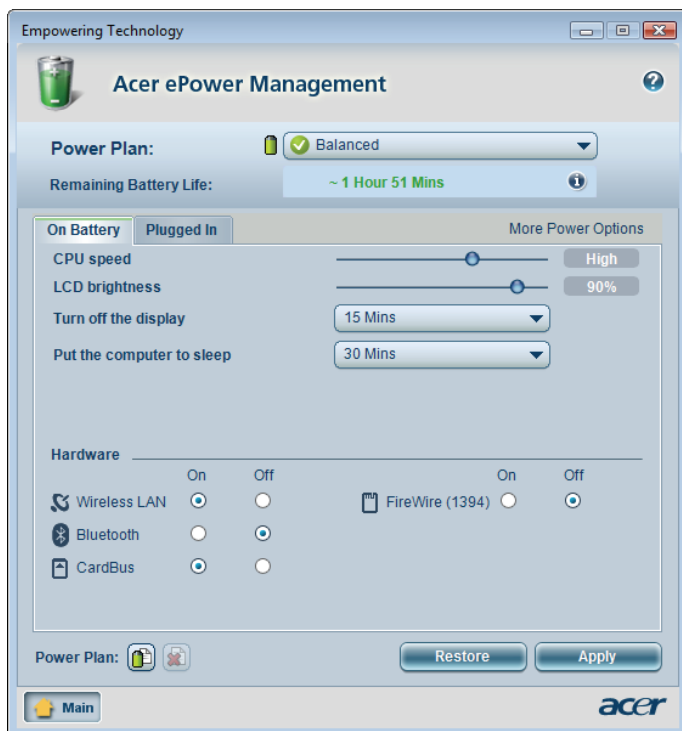 Empowering Technology
Acer ePower Management
Power Plan:
Balanced
Remaining Battery Life:
~ 1 Hour 51 Mins
On Battery
Plugged In
More Power Options
CPU speed
High
LCD brightness
90%
Turn off the display
15 Mins
Put the computer to sleep
30 Mins
Hardware
On Off On Off
Wireless LAN FireWire (1394)
Bluetooth
CardBus
Power Plan:
Restore
Apply
Main
acer